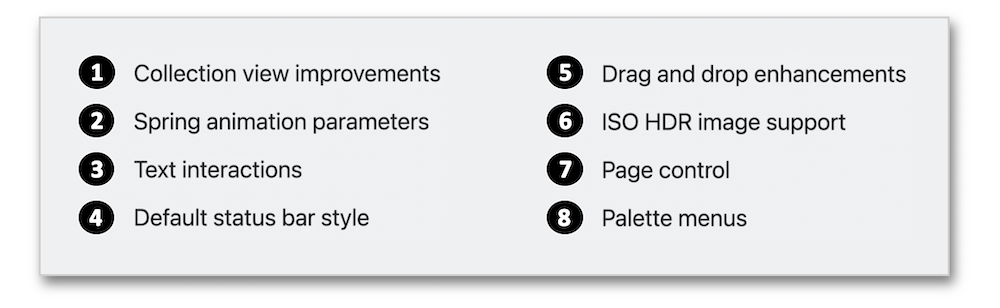 1 Collection view improvements
2 Spring animation parameters
3 Text interactions
4 Default status bar style
5 Drag and drop enhancements
6 ISO HDR image support
7 Page control
8 Palette menus